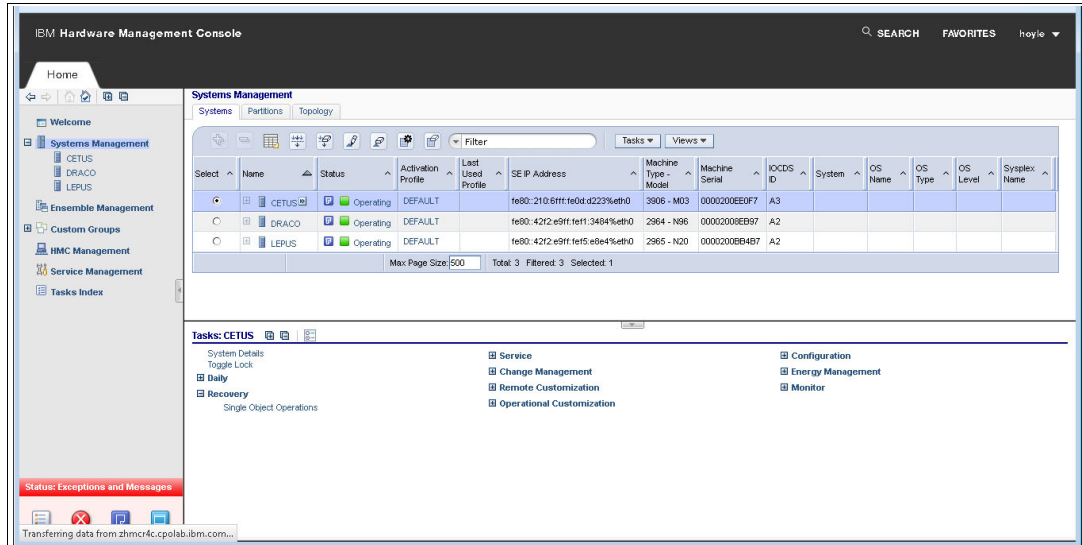 IBM Hardware Management Console
SEARCH FAVORITES hoyle
Home
Welcome
Systems Management
CETUS
DRACO
LEPUS
Ensemble Management
Custom Groups
HMC Management
Service Management
Tasks Index
Status: Exceptions and Messages
Transferring data from zhmcr4c.cpolab.ibm.com...
Systems Management
Systems Partitions Topology
Filter Tasks Views
Select Name Status Activation Profile Last Used Profile SE IP Address Machine Type - Model Machine Serial IOCDS ID System OS Name OS Type OS Level Sysplex Name
CETUS Operating DEFAULT fe80::210:6fff:fe0d:d223%eth0 3906 - M03 0000200EE0F7 A3
DRACO Operating DEFAULT fe80::42f2:e9ff:fef1:3484%eth0 2964 - N96 00002008EB97 A2
LEPUS Operating DEFAULT fe80::42f2:e9ff:fef5:e8e4%eth0 2965 - N20 0000200BB4B7 A2
Max Page Size: 500 Total: 3 Filtered: 3 Selected: 1
Tasks: CETUS
System Details
Toggle Lock
Daily
Recovery
Single Object Operations
Service
Change Management
Remote Customization
Operational Customization
Configuration
Energy Management
Monitor